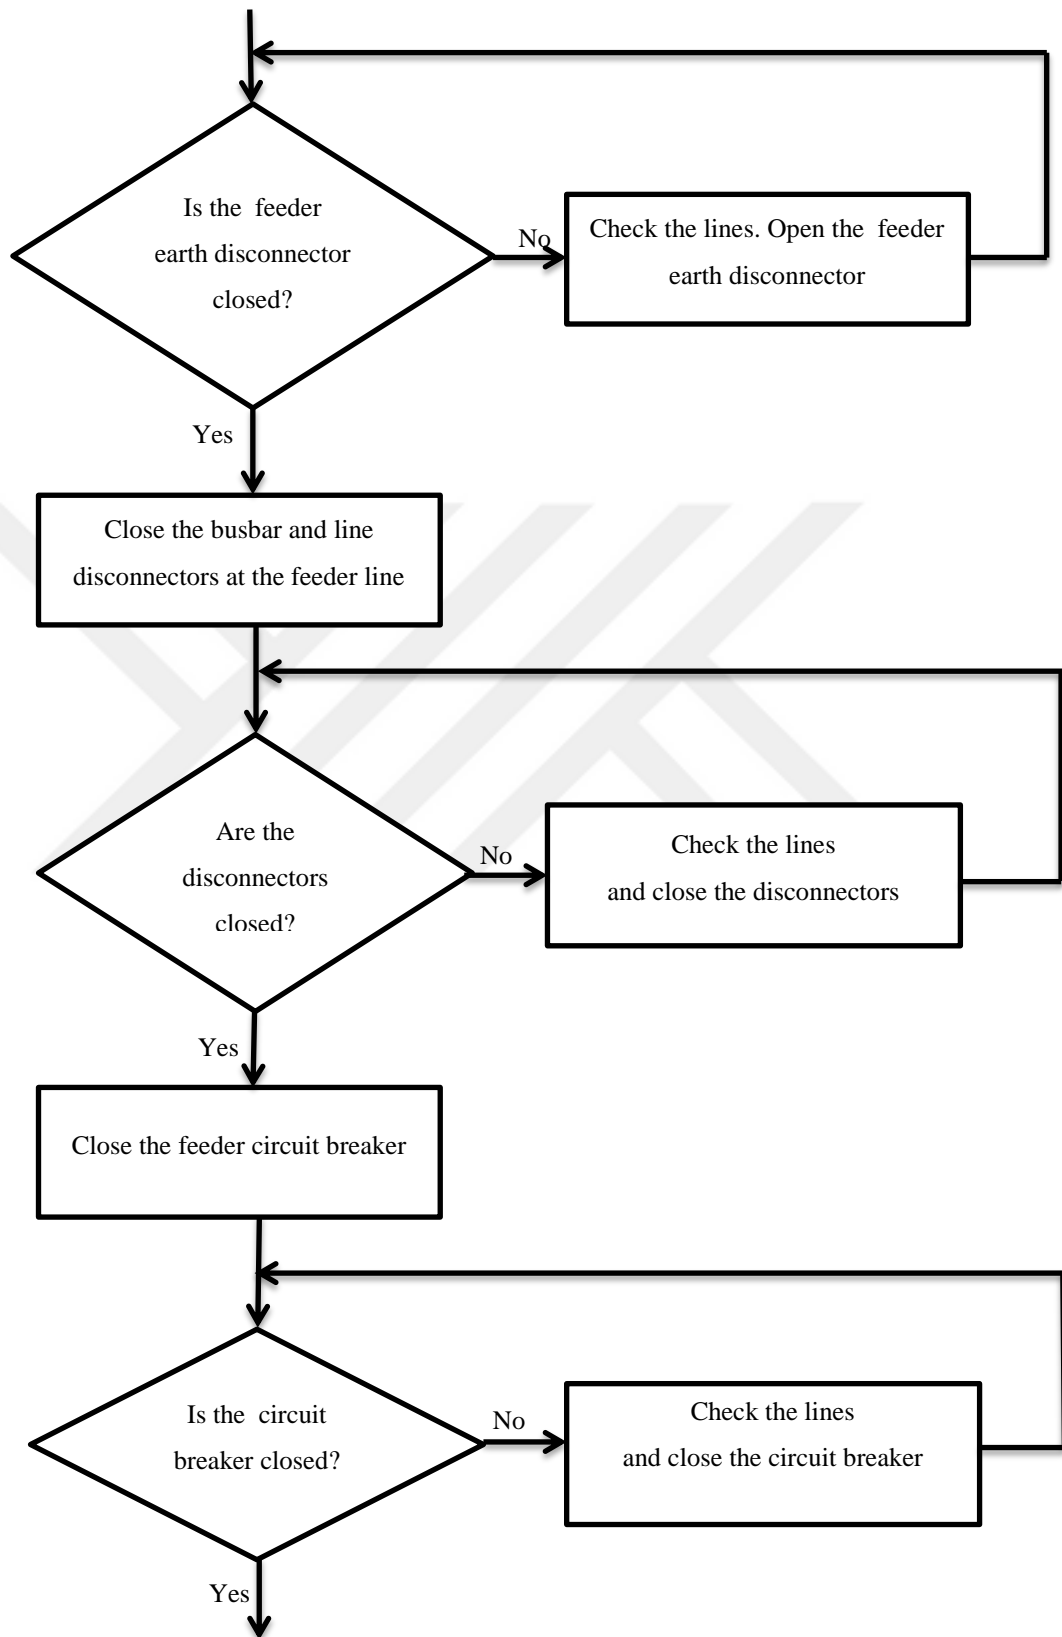 Is the feeder
earth disconnector
closed?
No
Check the lines. Open the feeder
earth disconnector
Yes
Close the busbar and line
disconnectors at the feeder line
Are the
disconnectors
closed?
No
Check the lines
and close the disconnectors
Yes
Close the feeder circuit breaker
Is the circuit
breaker closed?
No
Check the lines
and close the circuit breaker
Yes